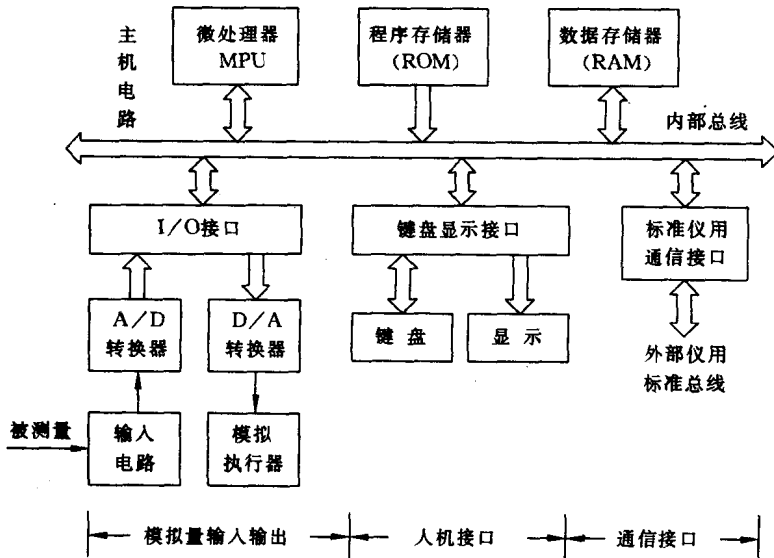 主机电路
微处理器
MPU
程序存储器
(ROM)
数据存储器
(RAM)
内部总线
I/O接口
键盘显示接口
标准仪用
通信接口
A/D
转换器
D/A
转换器
键 盘
显 示
外部仪用
标准总线
被测量
输入
电路
模拟
执行器
模拟量输入输出
人机接口
通信接口